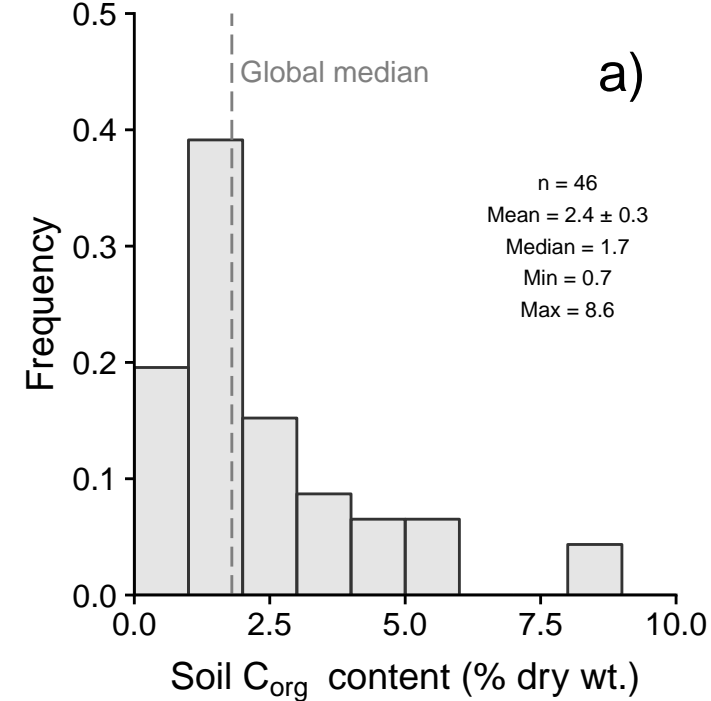 0.5
Global median
a)
0.4
n = 46
Mean = 2.4 ± 0.3
Median = 1.7
Min = 0.7
Max = 8.6
0.3
Frequency
0.2
0.1
0.0
0.0 2.5 5.0 7.5 10.0
Soil Corg content (% dry wt.)